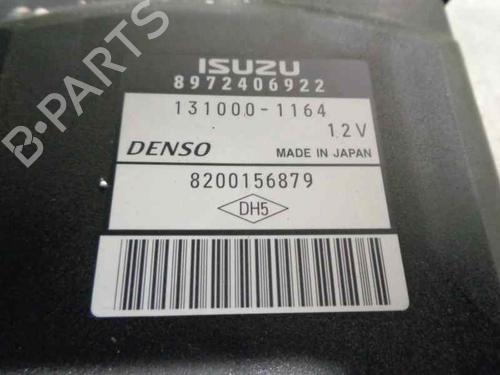 ISUZU
8972406922
131000-1164
12V
DENSO MADE IN JAPAN
8200156879
DH5
B-PARTS